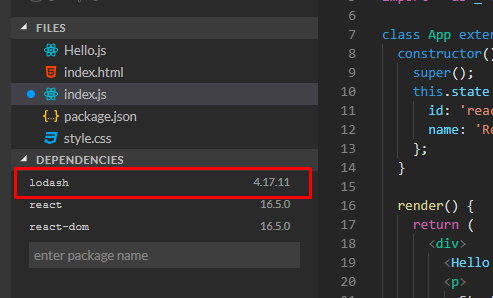 FILES
Hello.js
index.html
index.js
package.json
style.css
DEPENDENCIES
lodash 4.17.11
react 16.5.0
react-dom 16.5.0
enter package name
6
7 class App exten
8 constructor()
9 super();
10 this.state
11 id: 'reac
12 name: 'Re
13 };
14 }
15
16 render() {
17 return (
18 <div>
19 <Hello
20 <p>